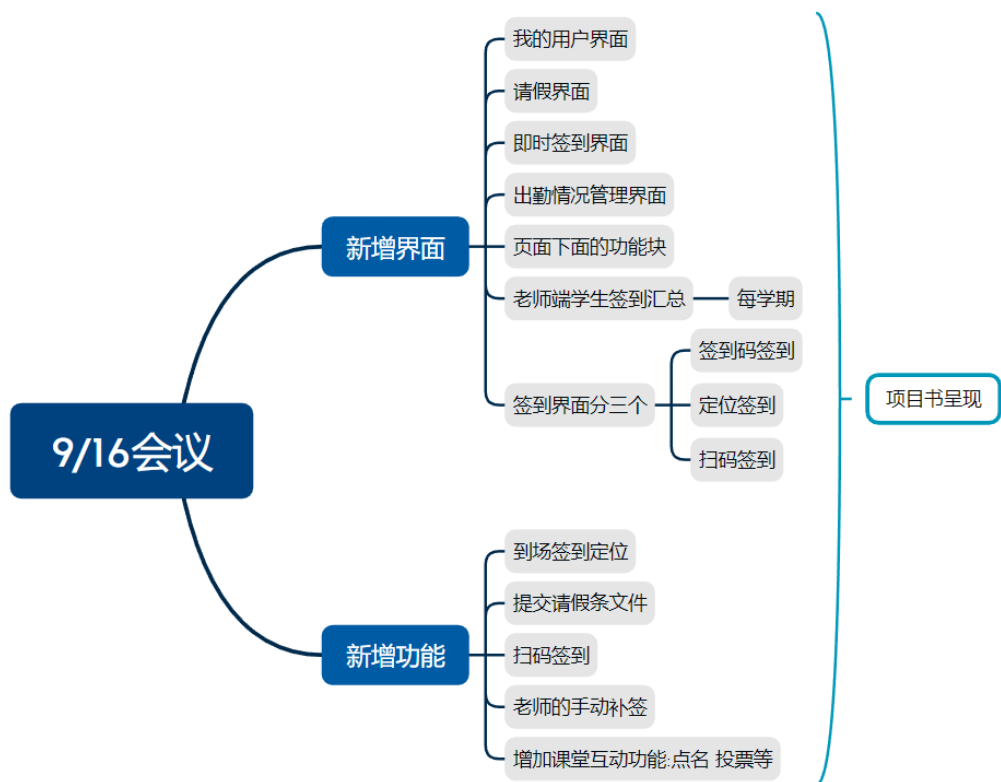 9/16会议
新增界面
我的用户界面
请假界面
即时签到界面
出勤情况管理界面
页面下面的功能块
老师端学生签到汇总
每学期
签到界面分三个
签到码签到
定位签到
扫码签到
新增功能
到场签到定位
提交请假条文件
扫码签到
老师的手动补签
增加课堂互动功能:点名 投票等
项目书呈现